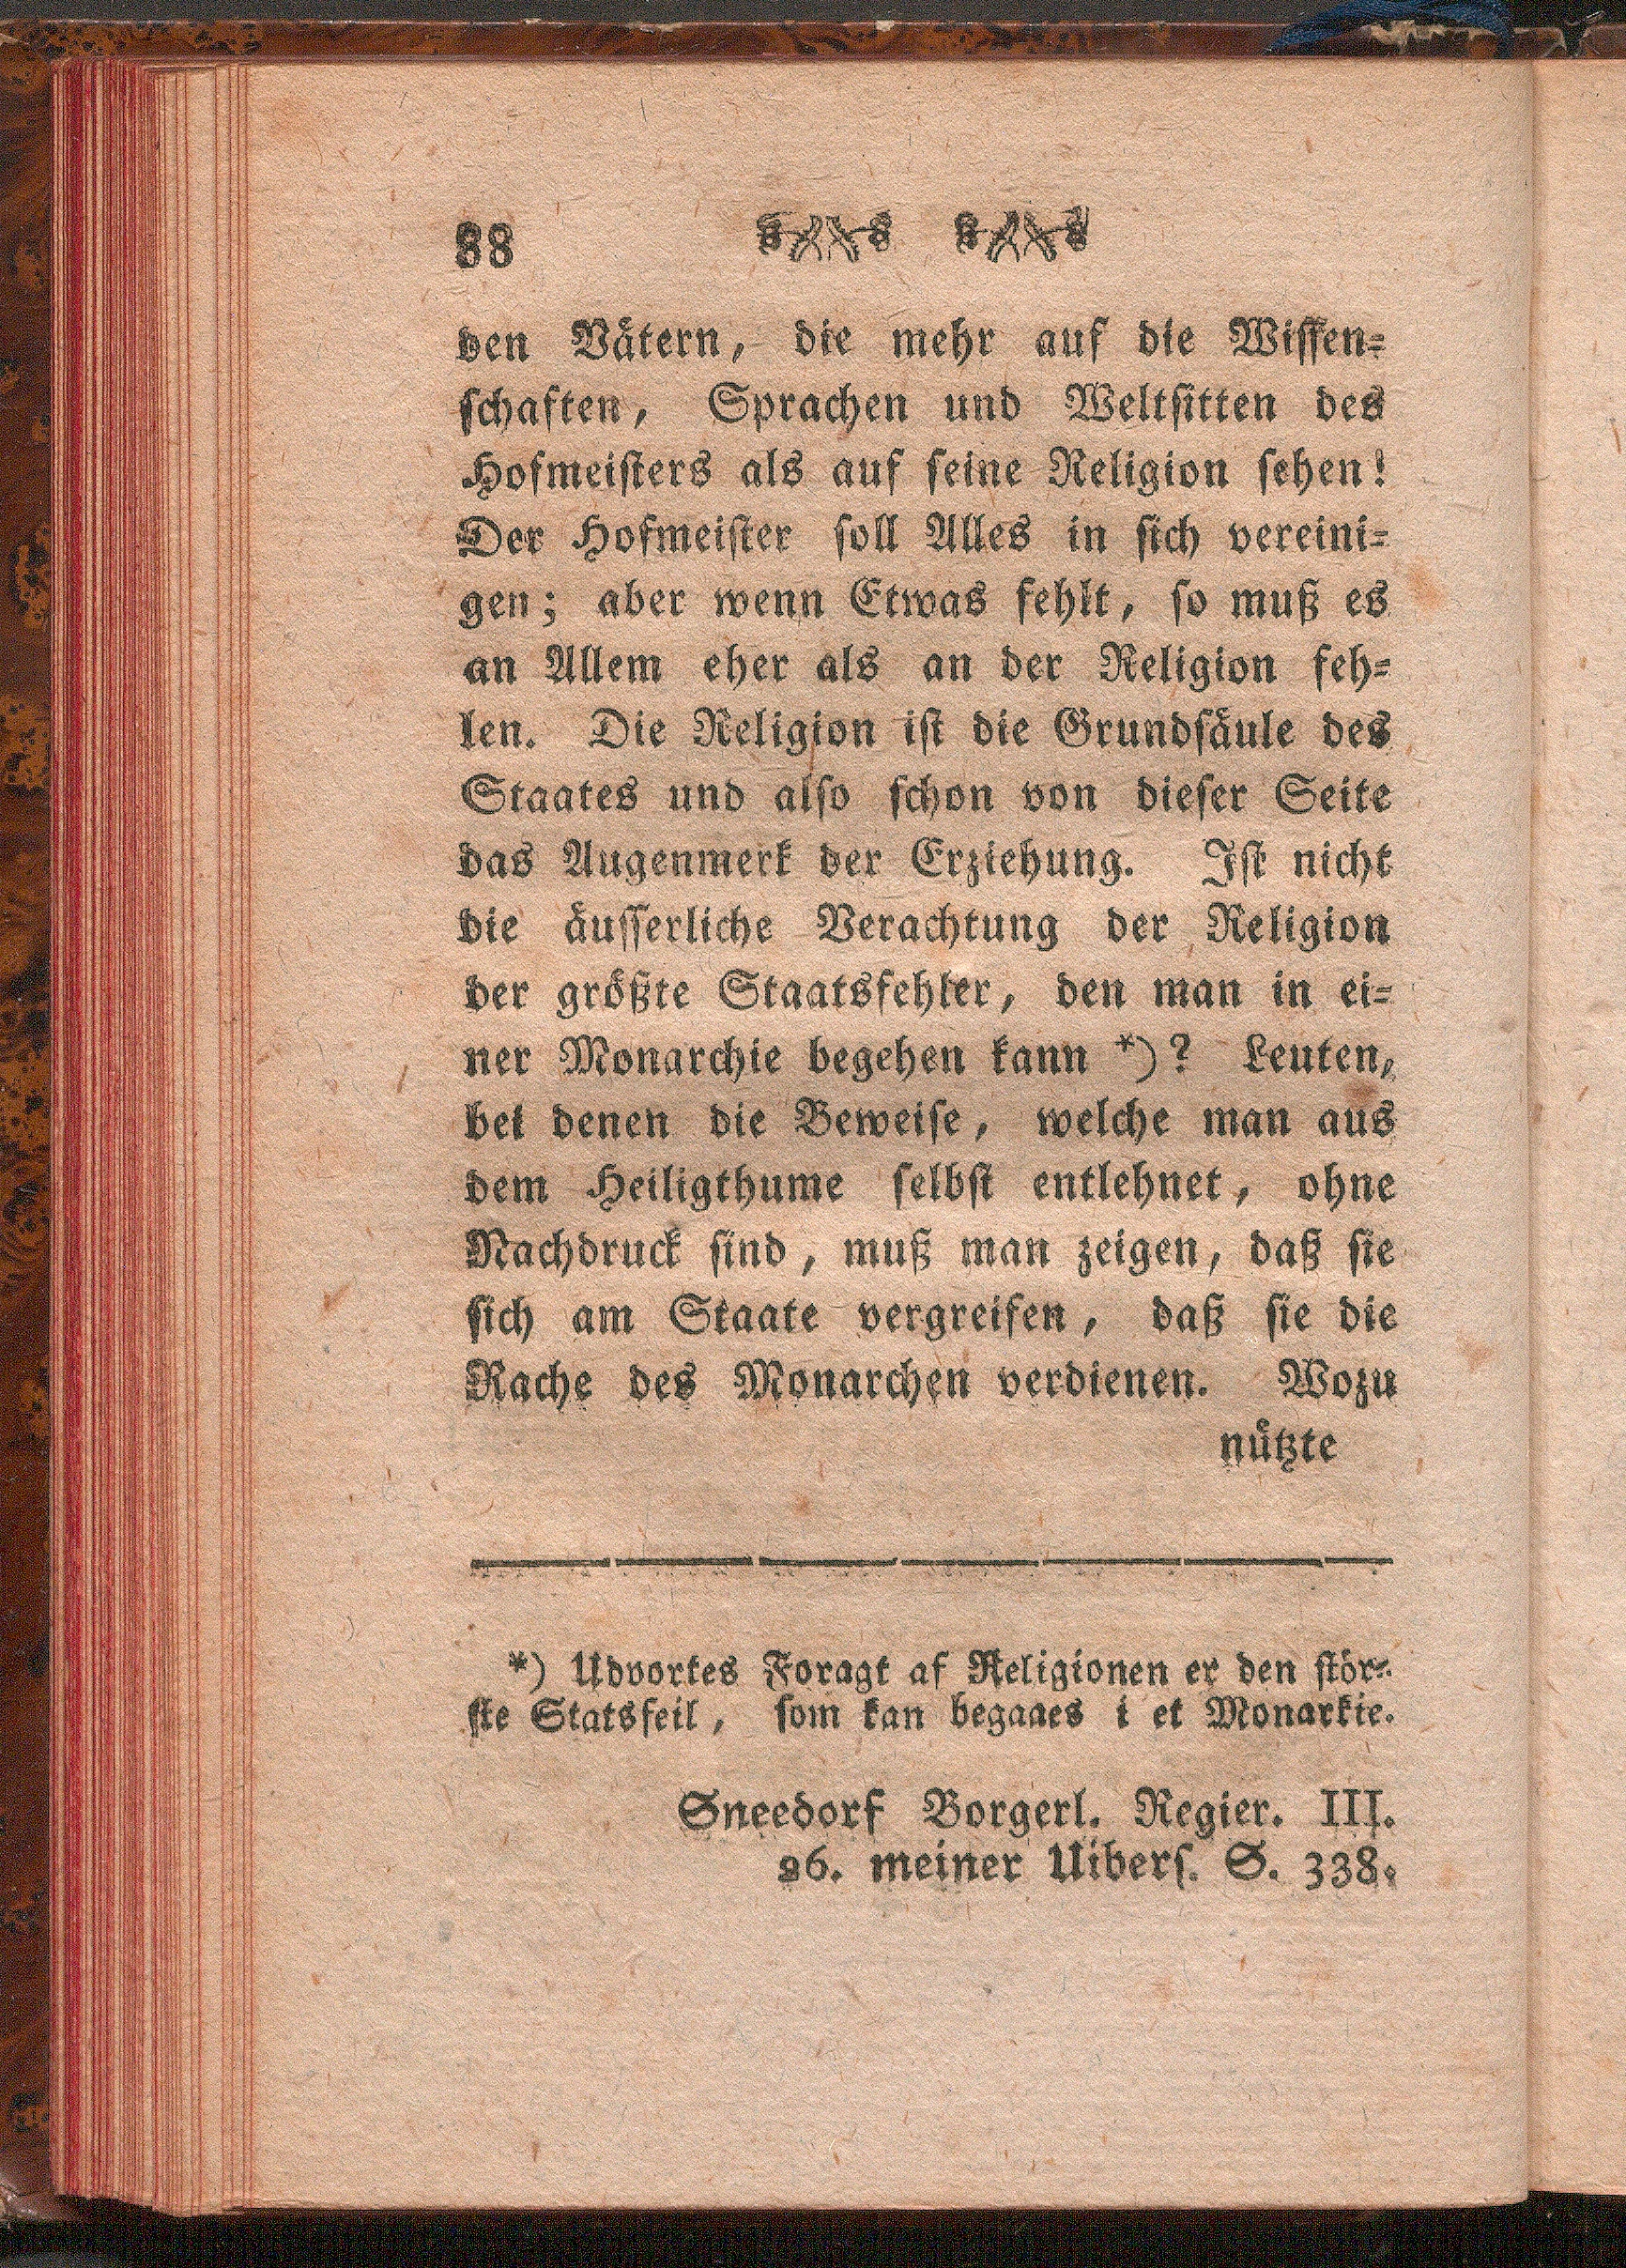 88
den Vätern, die mehr auf die Wissen-
schaften, Sprachen und Weltsitten des
Hofmeisters als auf seine Religion sehen!
Der Hofmeister soll Alles in sich vereini-
gen; aber wenn Etwas fehlt, so muß es
an Allem eher als an der Religion feh-
len. Die Religion ist die Grundsäule des
Staates und also schon von dieser Seite
das Augenmerk der Erziehung. Ist nicht
die äusserliche Verachtung der Religion
der größte Staatsfehler, den man in ei-
ner Monarchie begehen kann *)? Leuten,
bei denen die Beweise, welche man aus
dem Heiligthume selbst entlehnet, ohne
Nachdruck sind, muß man zeigen, daß sie
sich am Staate vergreifen, daß sie die
Rache des Monarchen verdienen. Wozu
nützte
*) Udvortes Foragt af Religionen er den stör-
ste Statsfeil, som kan begaaes i et Monarkie.
Sneedorf Borgerl. Regier. III.
26. meiner Uibers. S. 338.